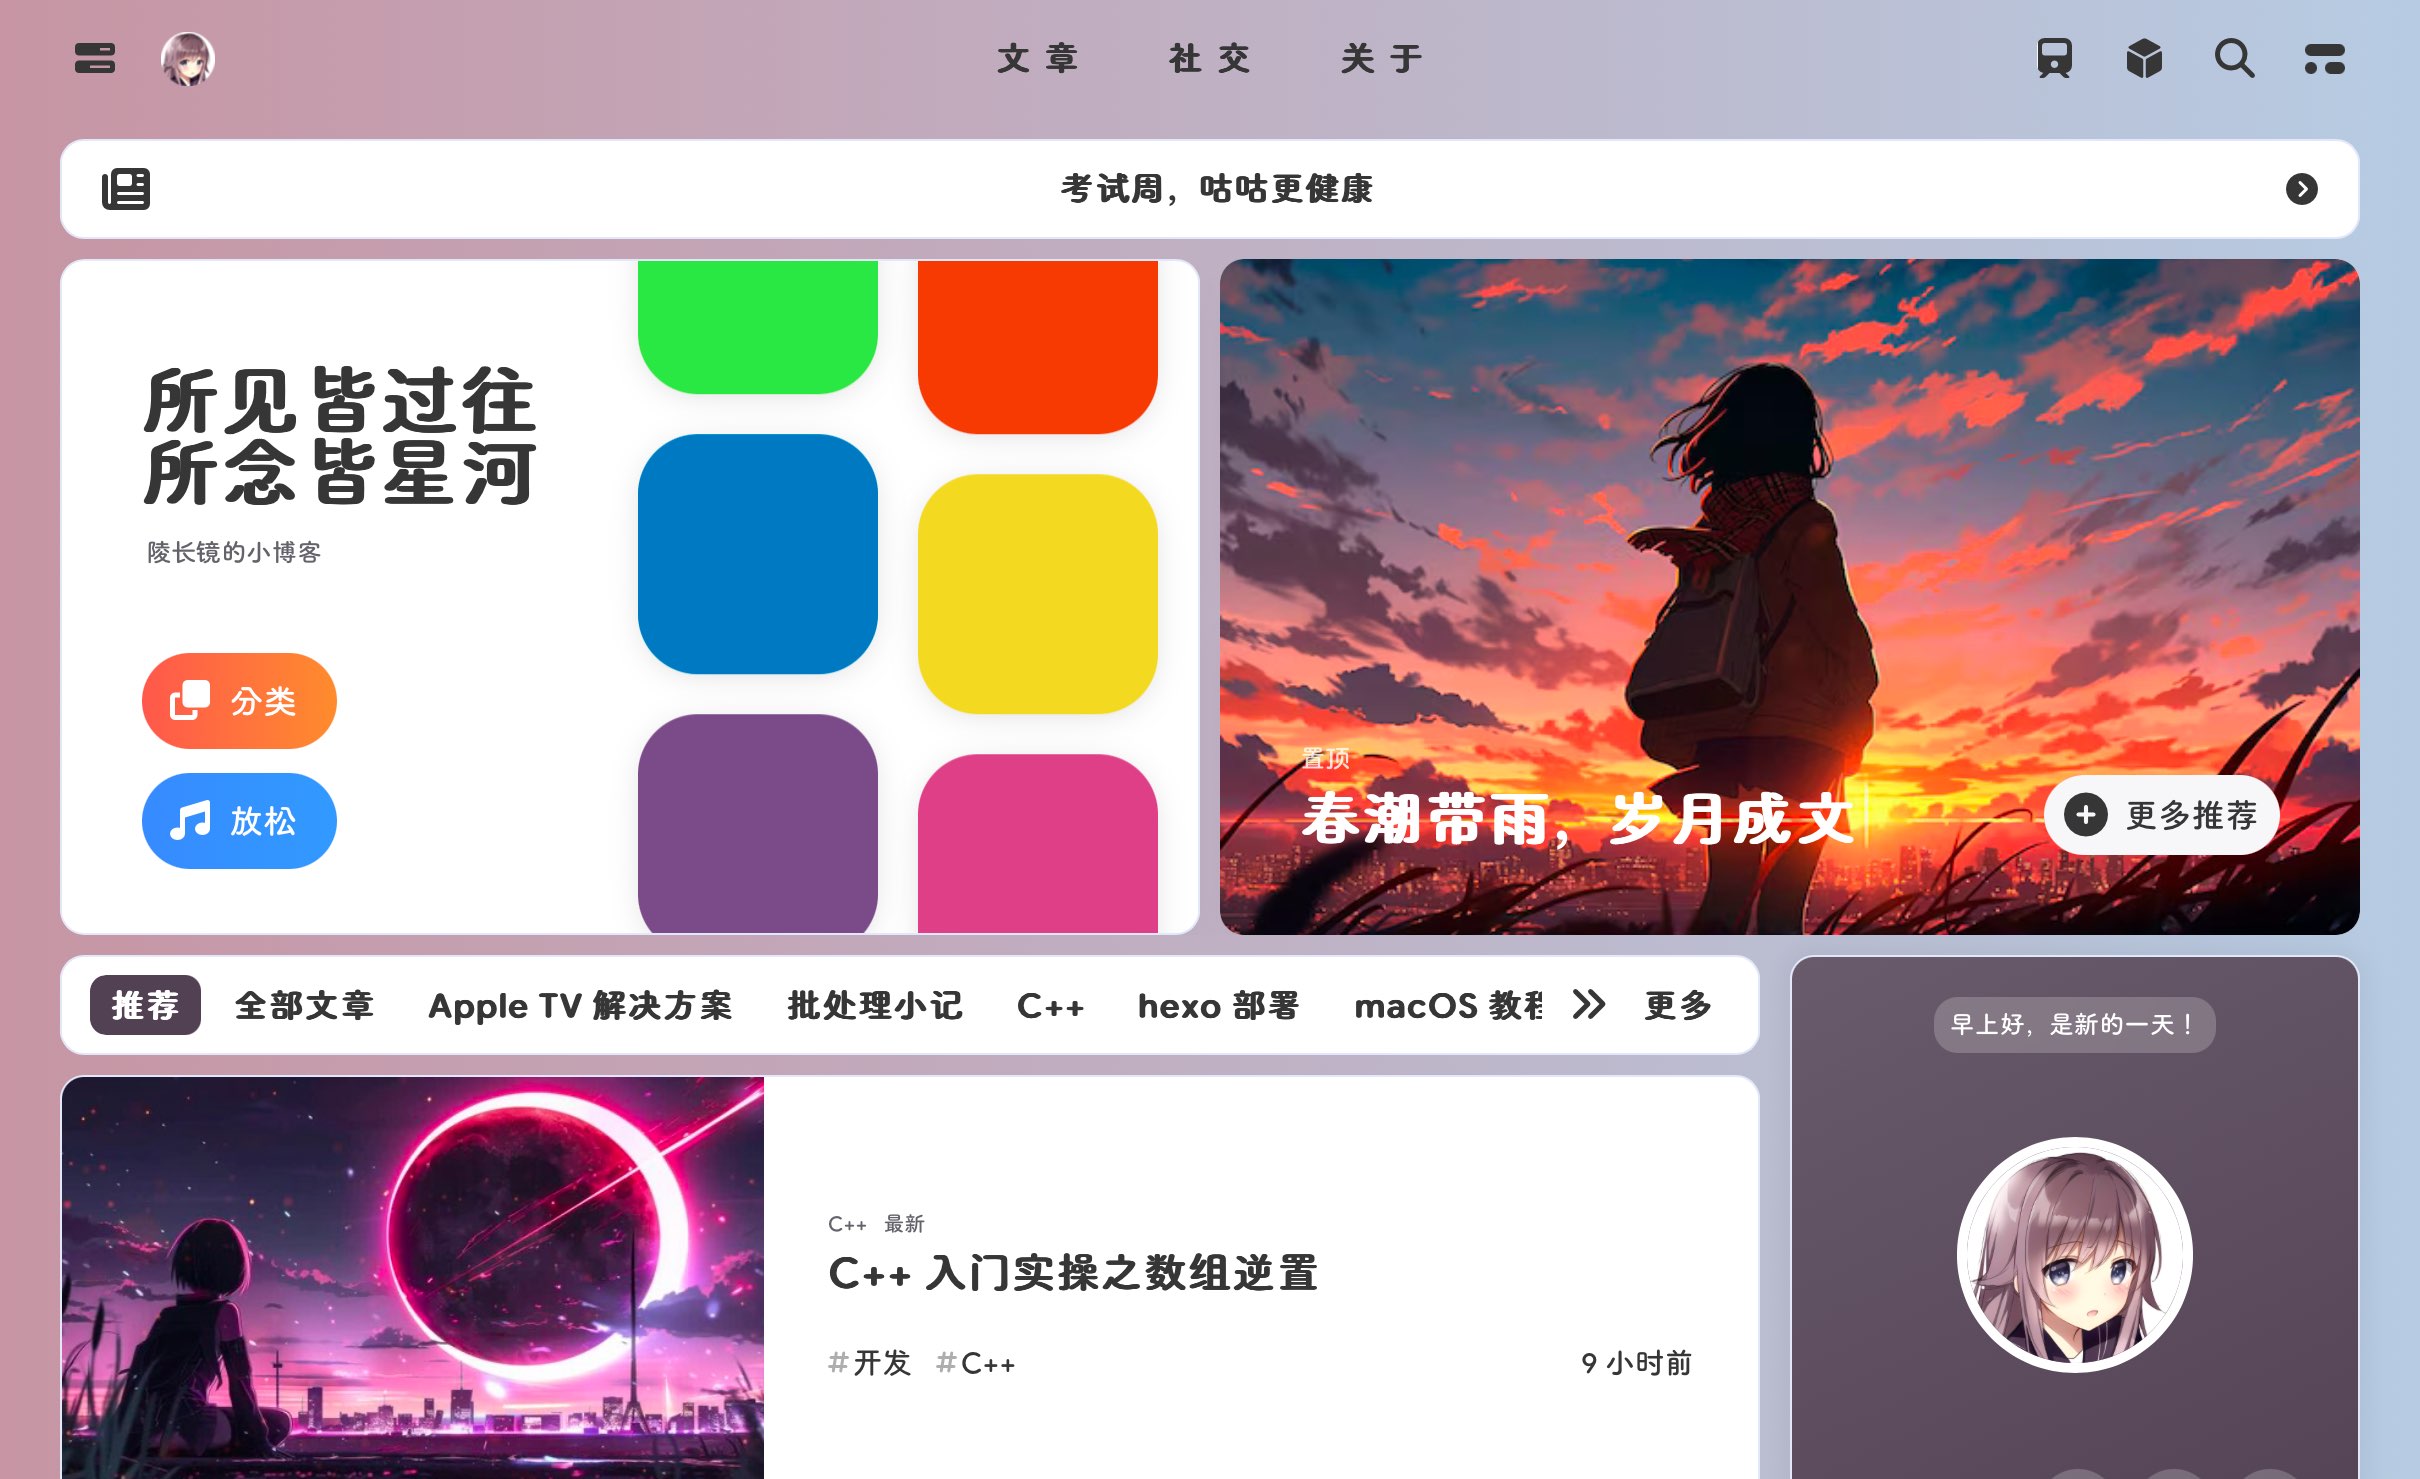 文章 社交 关于
考试周，咕咕更健康
所见皆过往
所念皆星河
陵长镜的小博客
分类
放松
置顶
春潮带雨，岁月成文
更多推荐
推荐 全部文章 Apple TV 解决方案 批处理小记 C++ hexo 部署 macOS 教程 更多
早上好，是新的一天！
C++ 最新
C++ 入门实操之数组逆置
#开发 #C++ 9 小时前